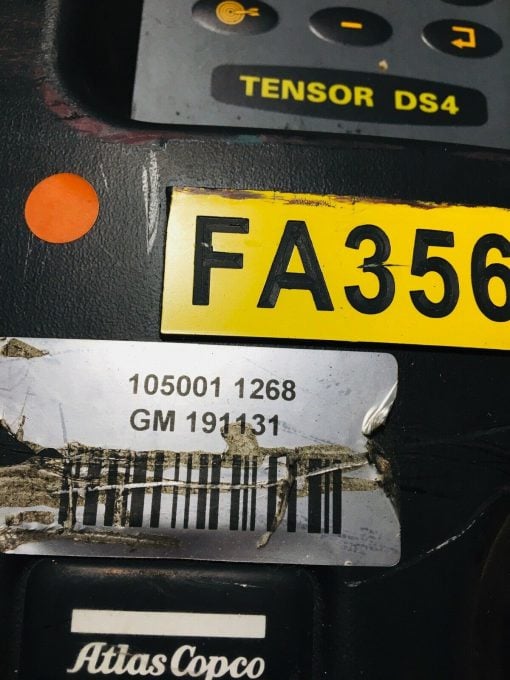 TENSOR DS4
FA356
105001 1268
GM 191131
Atlas Copco